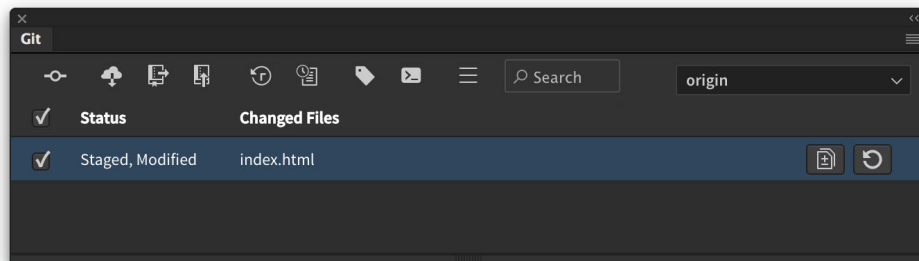 Git
Search
origin
Status Changed Files
Staged, Modified index.html